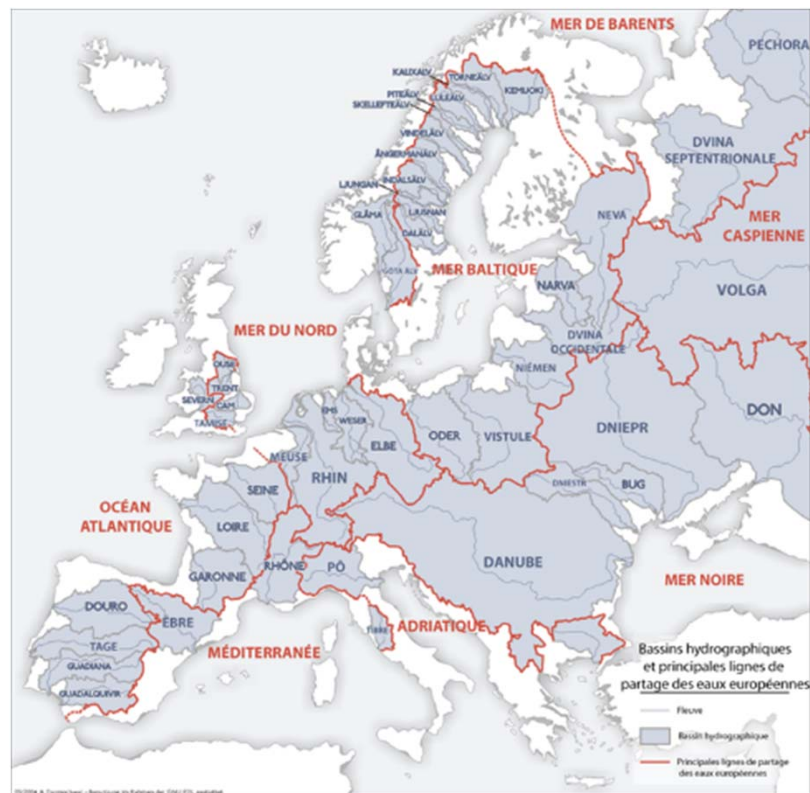 MER DE BARENTS
PECHORA
KALIXÄLV
TORNEÄLV
PITEÄLV
LULEÄLV
KEMIJOKI
SKELLEFTEÄLV
VINDELÄLV
DVINA
SEPTENTRIONALE
ÅNGERMANÄLV
INDALSÄLV
LJUNGAN
GLÅMA
LJUSNAN
NEVA
MER
CASPIENNE
DALÄLV
GÖTA ÄLV
MER BALTIQUE
NARVA
VOLGA
MER DU NORD
DVINA
OCCIDENTALE
NIÉMEN
OUSE
TRENT
SEVERN
CAM
TAMISE
EMS
WESER
ELBE
ODER
VISTULE
DNIEPR
DON
MEUSE
RHIN
SEINE
DNIESTR
BUG
OCÉAN
ATLANTIQUE
LOIRE
DANUBE
GARONNE
RHÔNE
PÔ
MER NOIRE
DOURO
ÈBRE
TAGE
MÉDITERRANÉE
TIBRE
ADRIATIQUE
GUADIANA
GUADALQUIVIR
Bassins hydrographiques
et principales lignes de
partage des eaux européennes
Fleuve
Bassin hydrographique
Principales lignes de partage
des eaux européennes